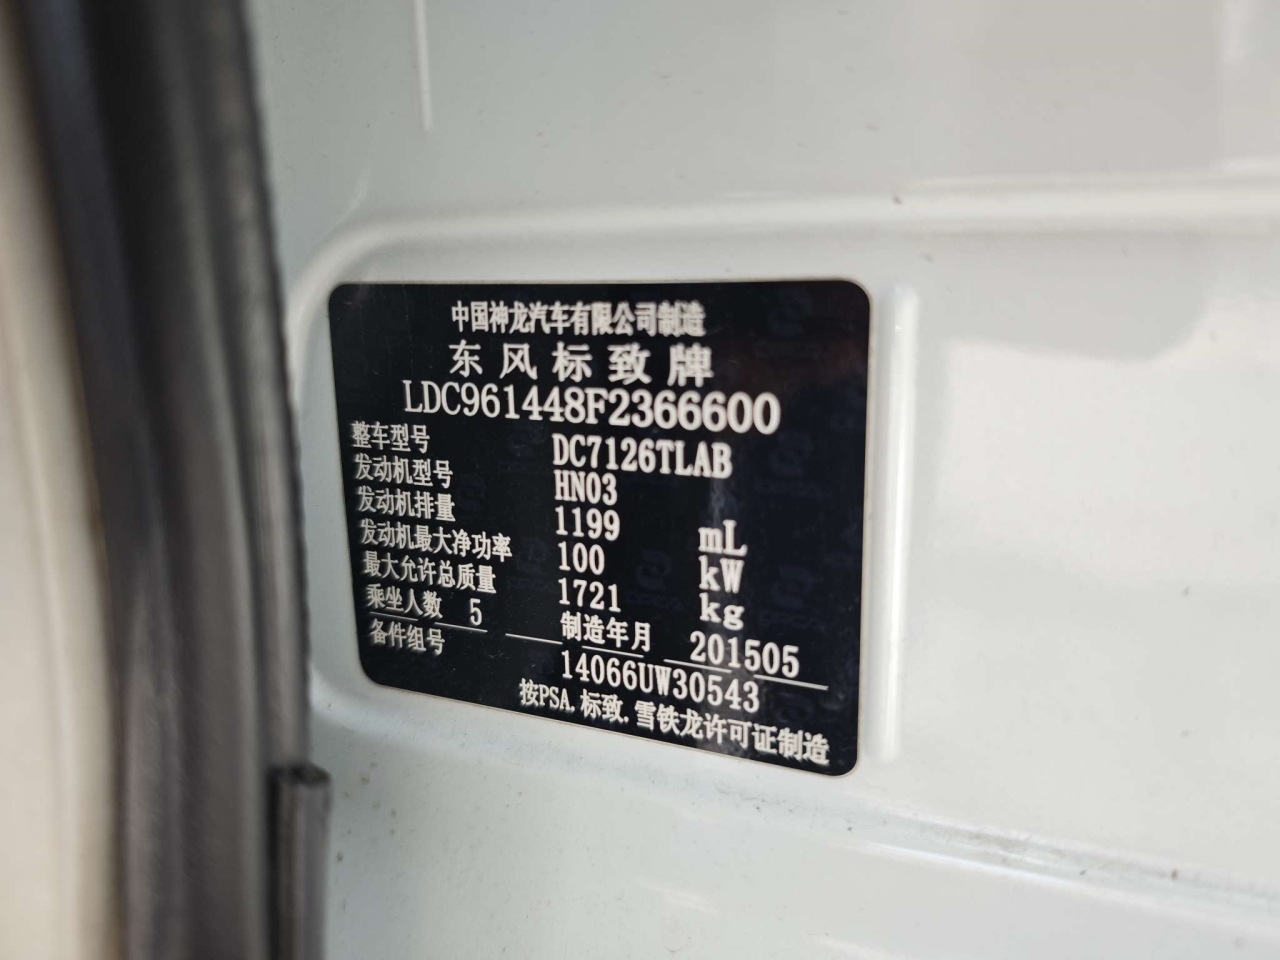 中国神龙汽车有限公司制造
东风标致牌
LDC961448F2366600
整车型号 DC7126TLAB
发动机型号 HN03
发动机排量 1199 mL
发动机最大净功率 100 kW
最大允许总质量 1721 kg
乘坐人数 5 制造年月 201505
备件组号 14066UW30543
按PSA.标致.雪铁龙许可证制造